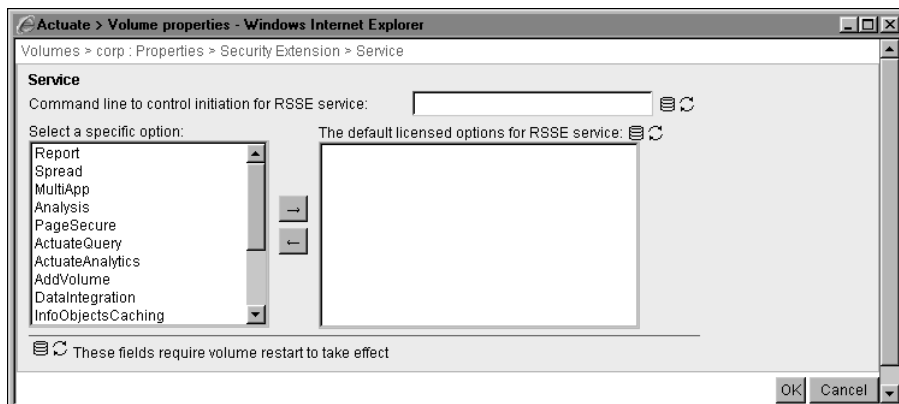 Actuate > Volume properties - Windows Internet Explorer
Volumes > corp : Properties > Security Extension > Service
Service
Command line to control initiation for RSSE service:
Select a specific option:
The default licensed options for RSSE service:
Report
Spread
MultiApp
Analysis
PageSecure
ActuateQuery
ActuateAnalytics
AddVolume
DataIntegration
InfoObjectsCaching
→
←
These fields require volume restart to take effect
OK
Cancel